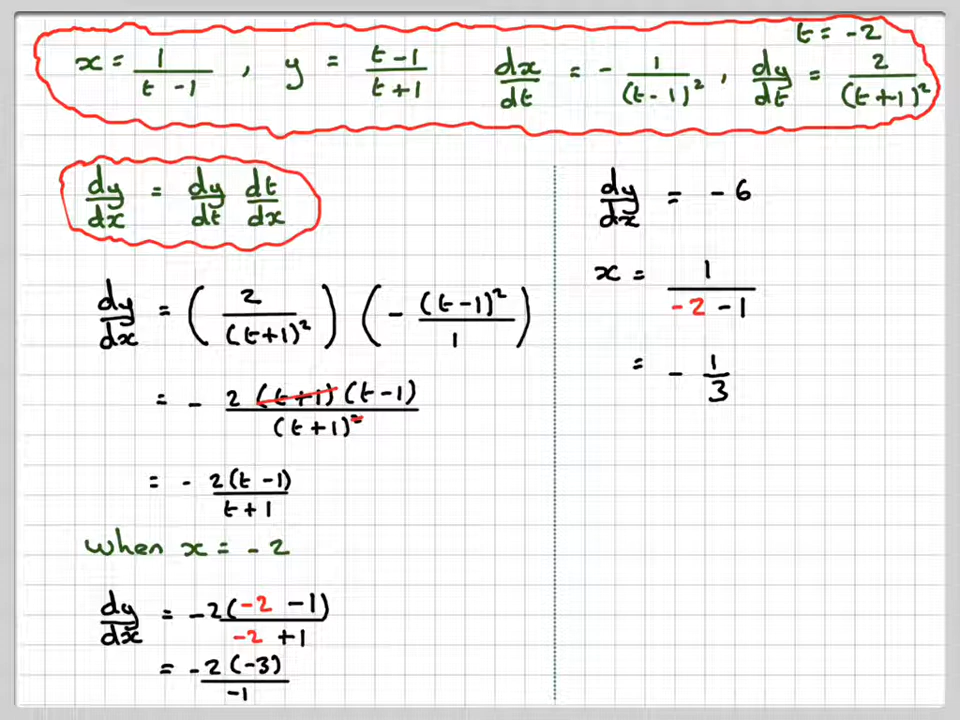 t = -2
x = 1/(t-1) , y = (t-1)/(t+1) dx/dt = - 1/(t-1)² , dy/dt = 2/(t+1)²
dy/dx = dy/dt dt/dx
dy/dx = ( 2/(t+1)² ) ( - (t-1)²/1 )
= - 2(t+1)(t-1)/(t+1)²
= - 2(t-1)/(t+1)
when x = -2
dy/dx = -2(-2 -1)/(-2 +1)
= -2(-3)/-1
dy/dx = -6
x = 1/(-2 -1)
= - 1/3